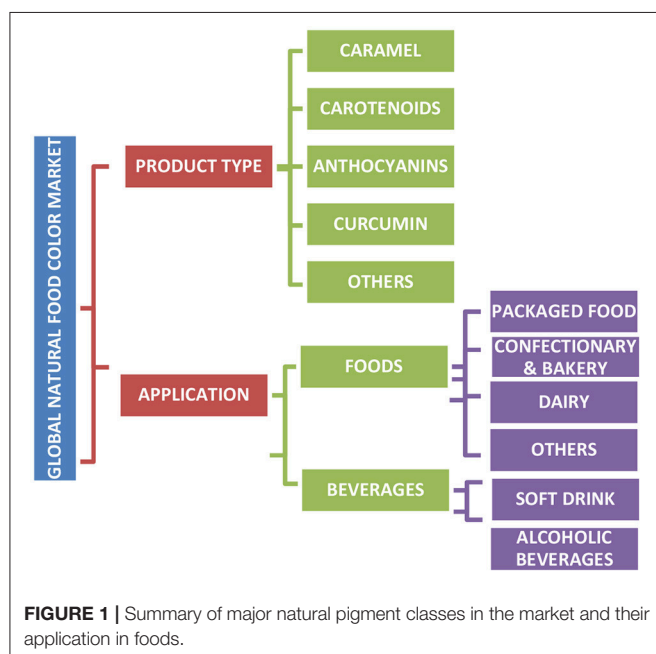 GLOBAL NATURAL FOOD COLOR MARKET
PRODUCT TYPE
CARAMEL
CAROTENOIDS
ANTHOCYANINS
CURCUMIN
OTHERS
APPLICATION
FOODS
PACKAGED FOOD
CONFECTIONARY
& BAKERY
DAIRY
OTHERS
BEVERAGES
SOFT DRINK
ALCOHOLIC
BEVERAGES
FIGURE 1 | Summary of major natural pigment classes in the market and their
application in foods.